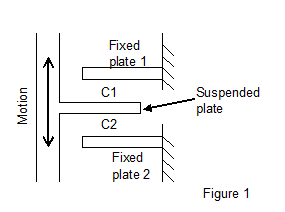 Fixed
plate 1
C1
Suspended
plate
Motion
C2
Fixed
plate 2
Figure 1